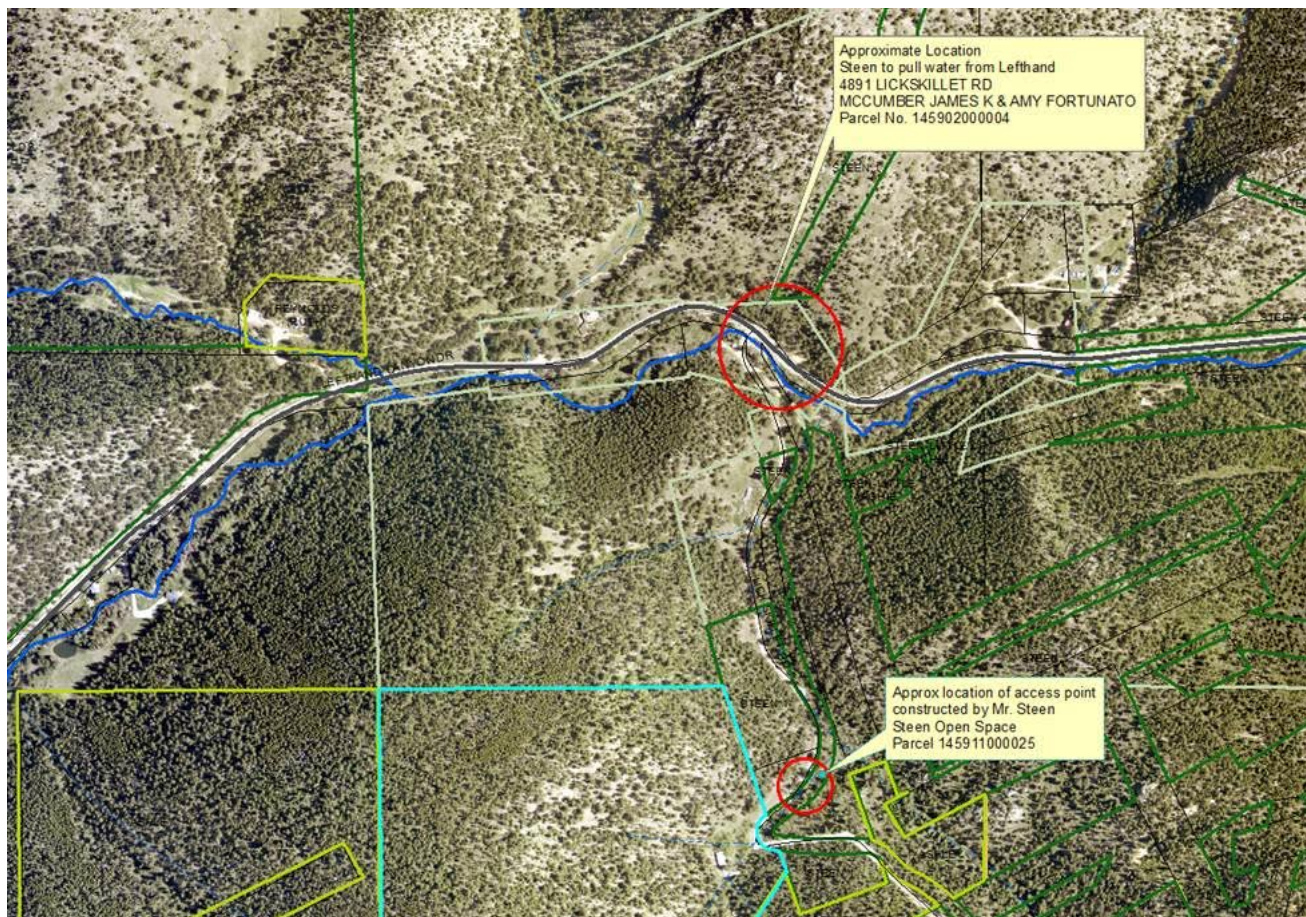 Approximate Location
Steen to pull water from Lefthand
4891 LICKSKILLET RD
MCCUMBER JAMES K & AMY FORTUNATO
Parcel No. 145902000004
STEEN
STEEN
STEEN
STEEN
Approx location of access point
constructed by Mr. Steen
Steen Open Space
Parcel 145911000025
STEEN